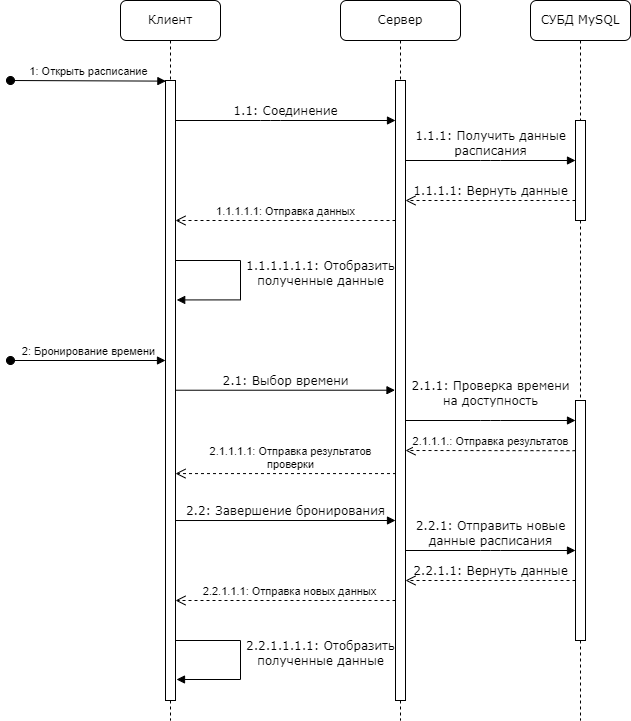 Клиент
Сервер
СУБД MySQL
1: Открыть расписание
1.1: Соединение
1.1.1: Получить данные
расписания
1.1.1.1: Вернуть данные
1.1.1.1.1: Отправка данных
1.1.1.1.1.1: Отобразить
полученные данные
2: Бронирование времени
2.1: Выбор времени
2.1.1: Проверка времени
на доступность
2.1.1.1.: Отправка результатов
2.1.1.1.1: Отправка результатов
проверки
2.2: Завершение бронирования
2.2.1: Отправить новые
данные расписания
2.2.1.1: Вернуть данные
2.2.1.1.1: Отправка новых данных
2.2.1.1.1.1: Отобразить
полученные данные